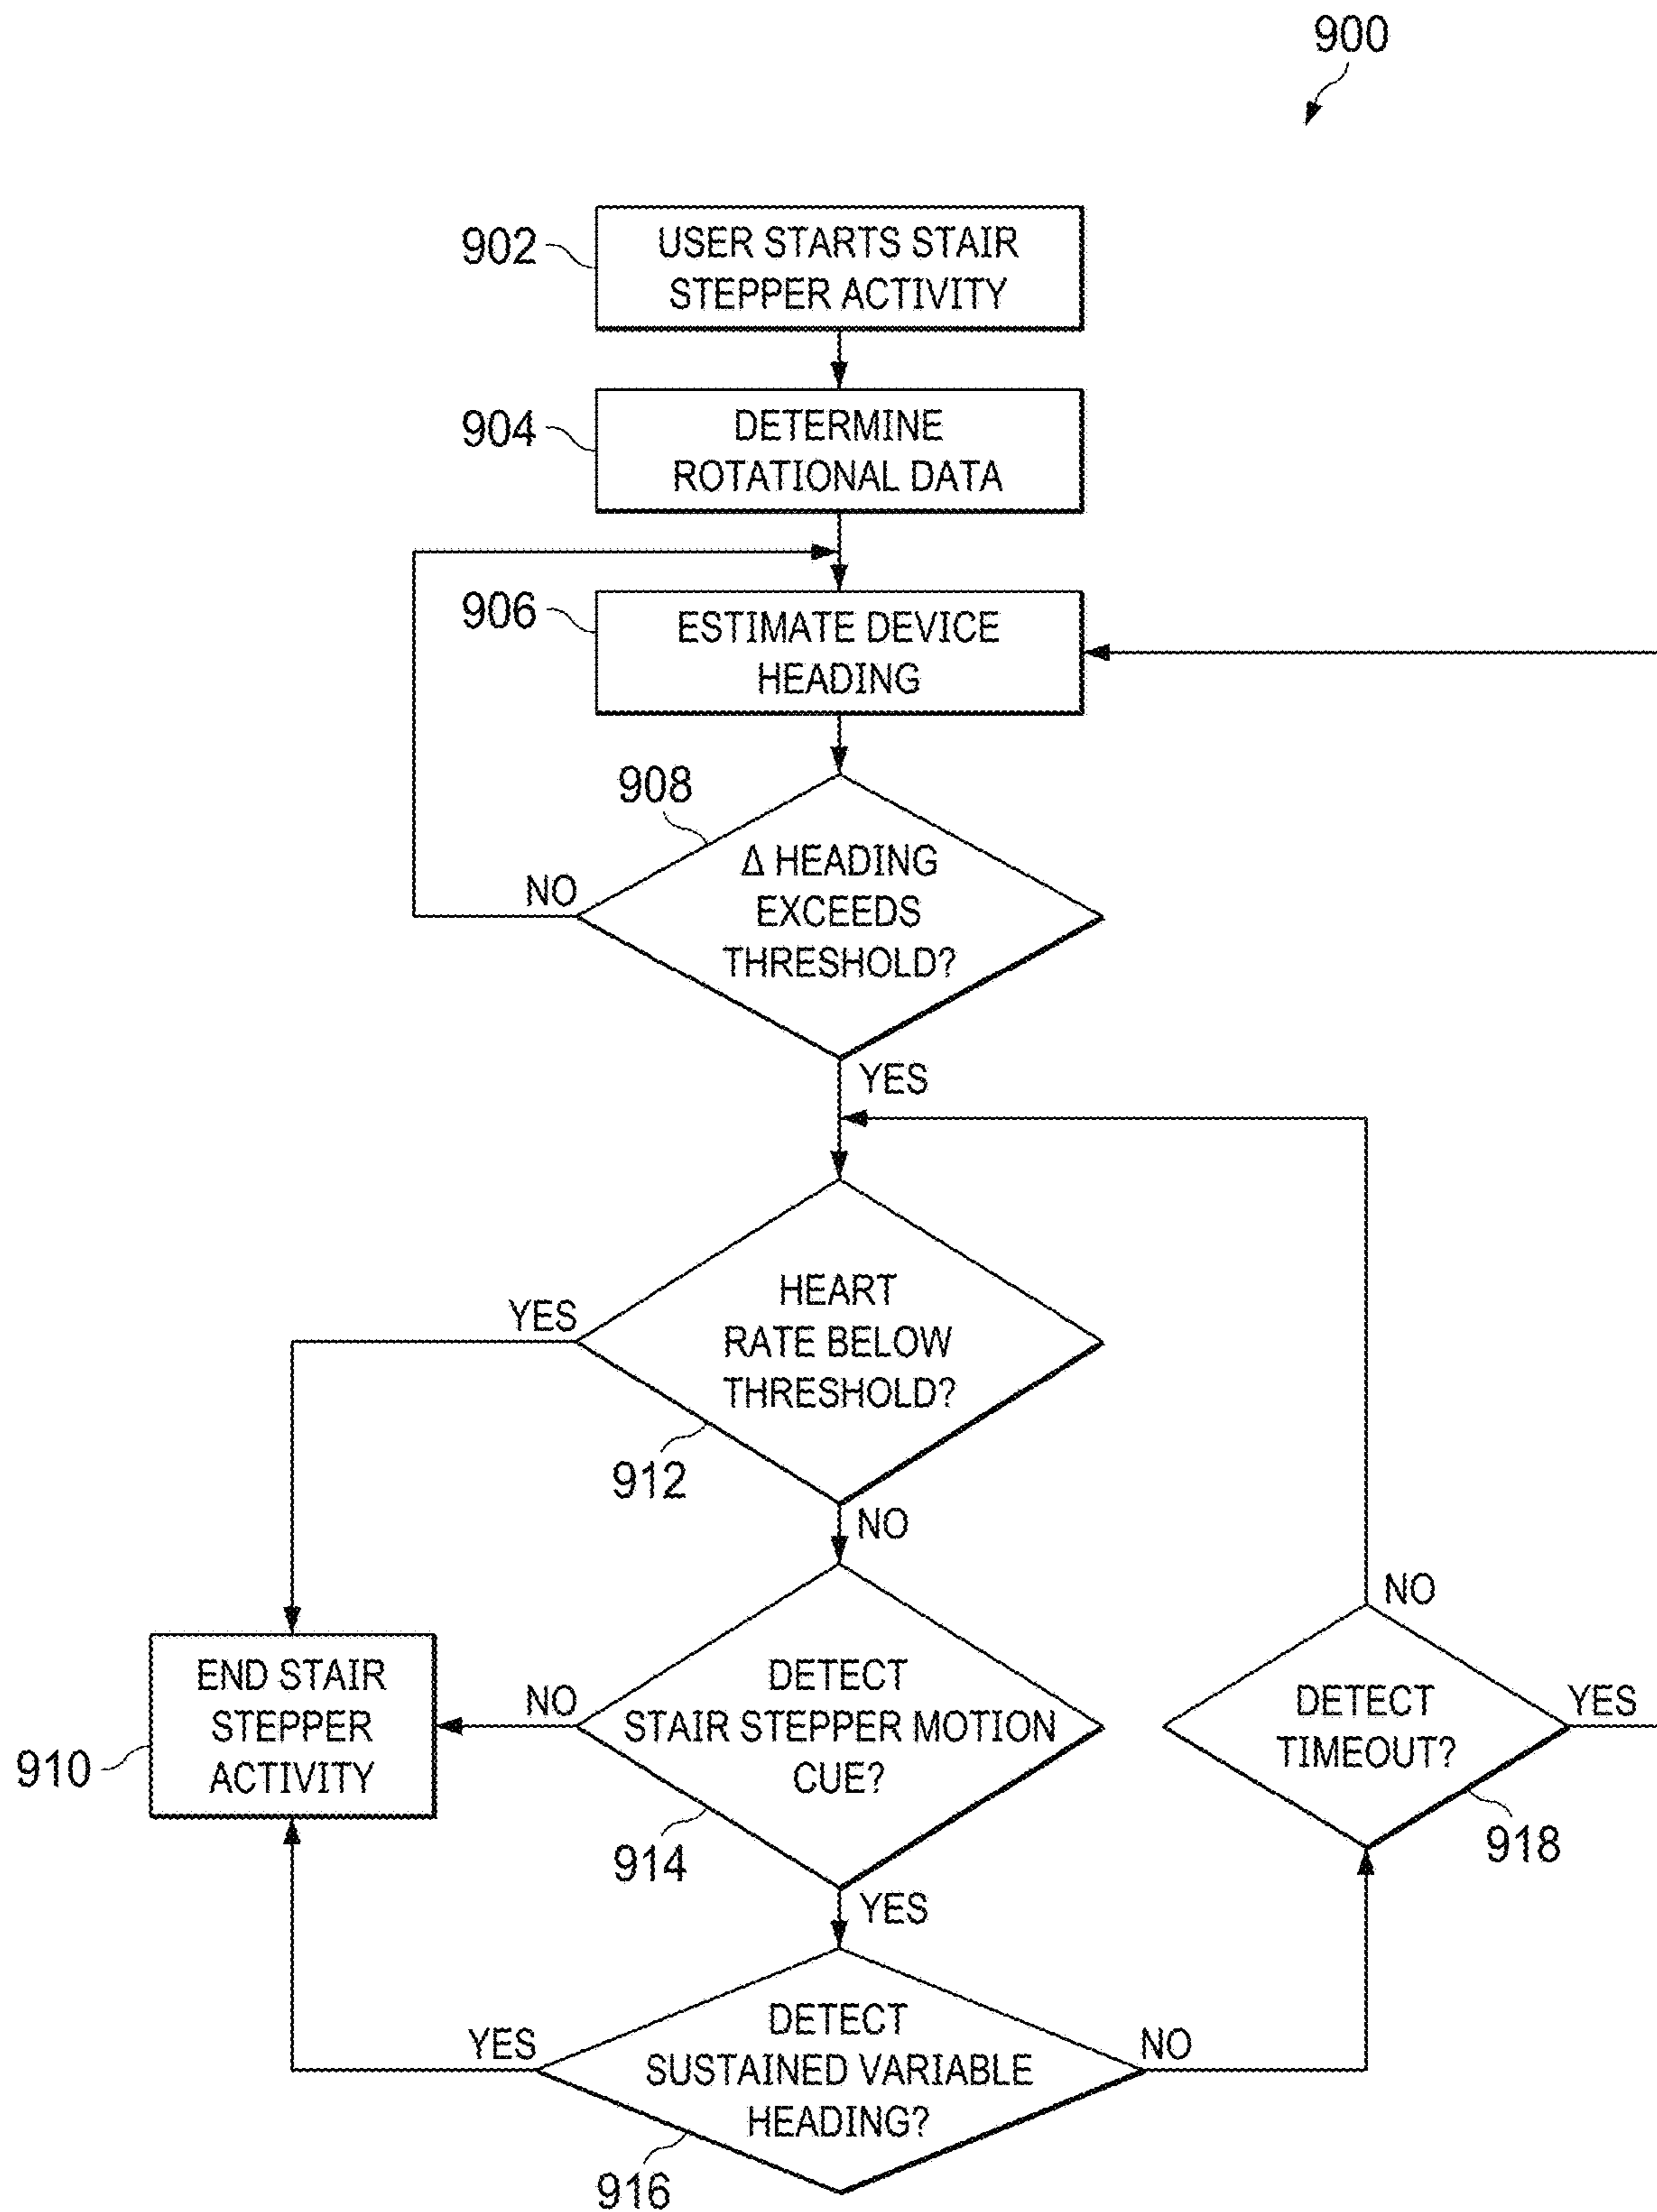 900
902
USER STARTS STAIR
STEPPER ACTIVITY
904
DETERMINE
ROTATIONAL DATA
906
ESTIMATE DEVICE
HEADING
908
Δ HEADING
EXCEEDS
THRESHOLD?
NO
YES
HEART
RATE BELOW
THRESHOLD?
YES
912
NO
NO
END STAIR
STEPPER
ACTIVITY
910
NO
DETECT
STAIR STEPPER MOTION
CUE?
914
DETECT
TIMEOUT?
YES
918
YES
DETECT
SUSTAINED VARIABLE
HEADING?
YES
NO
916